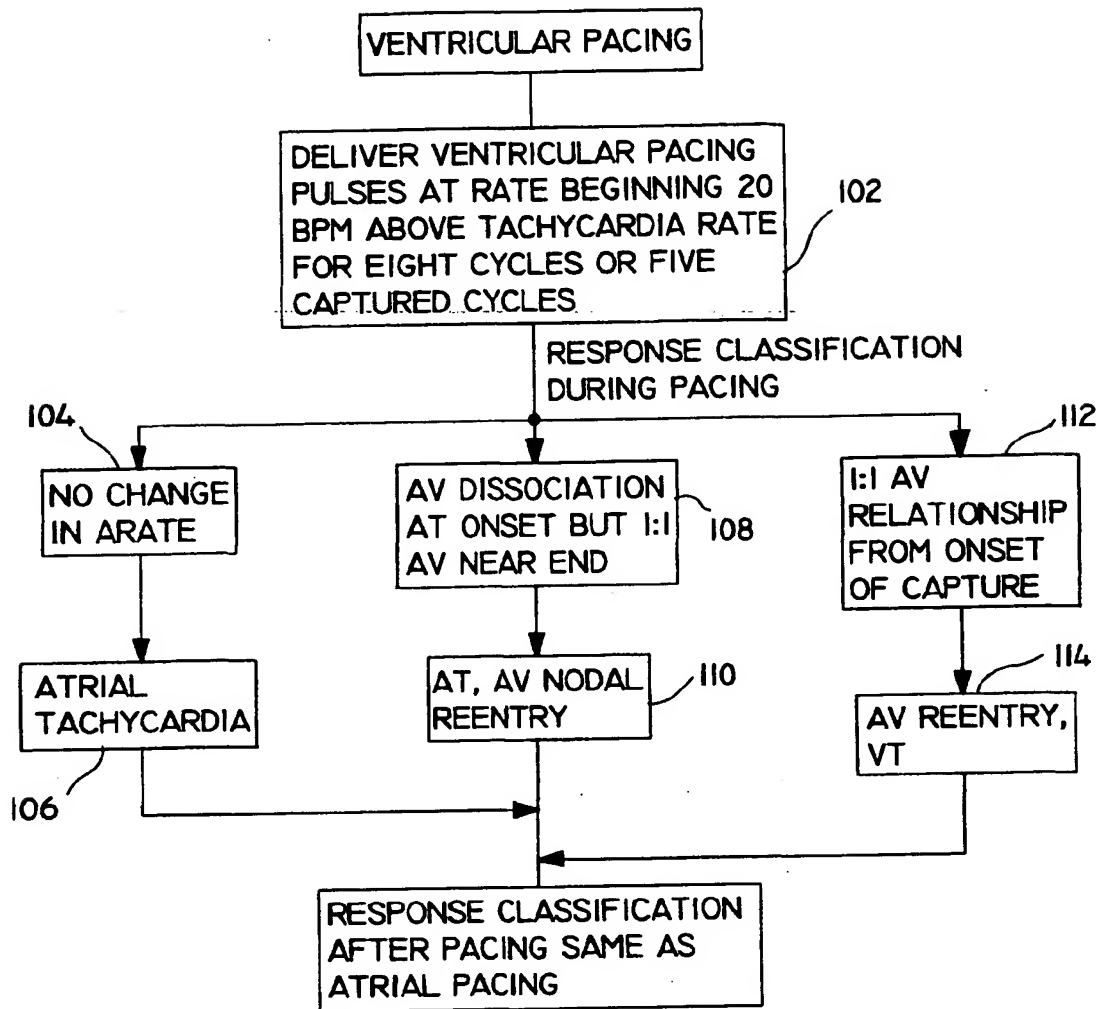 VENTRICULAR PACING
DELIVER VENTRICULAR PACING
PULSES AT RATE BEGINNING 20
BPM ABOVE TACHYCARDIA RATE
FOR EIGHT CYCLES OR FIVE
CAPTURED CYCLES
102
RESPONSE CLASSIFICATION
DURING PACING
104
NO CHANGE
IN ARATE
AV DISSOCIATION
AT ONSET BUT 1:1
AV NEAR END
108
112
1:1 AV
RELATIONSHIP
FROM ONSET
OF CAPTURE
ATRIAL
TACHYCARDIA
106
AT, AV NODAL
REENTRY
110
114
AV REENTRY,
VT
RESPONSE CLASSIFICATION
AFTER PACING SAME AS
ATRIAL PACING